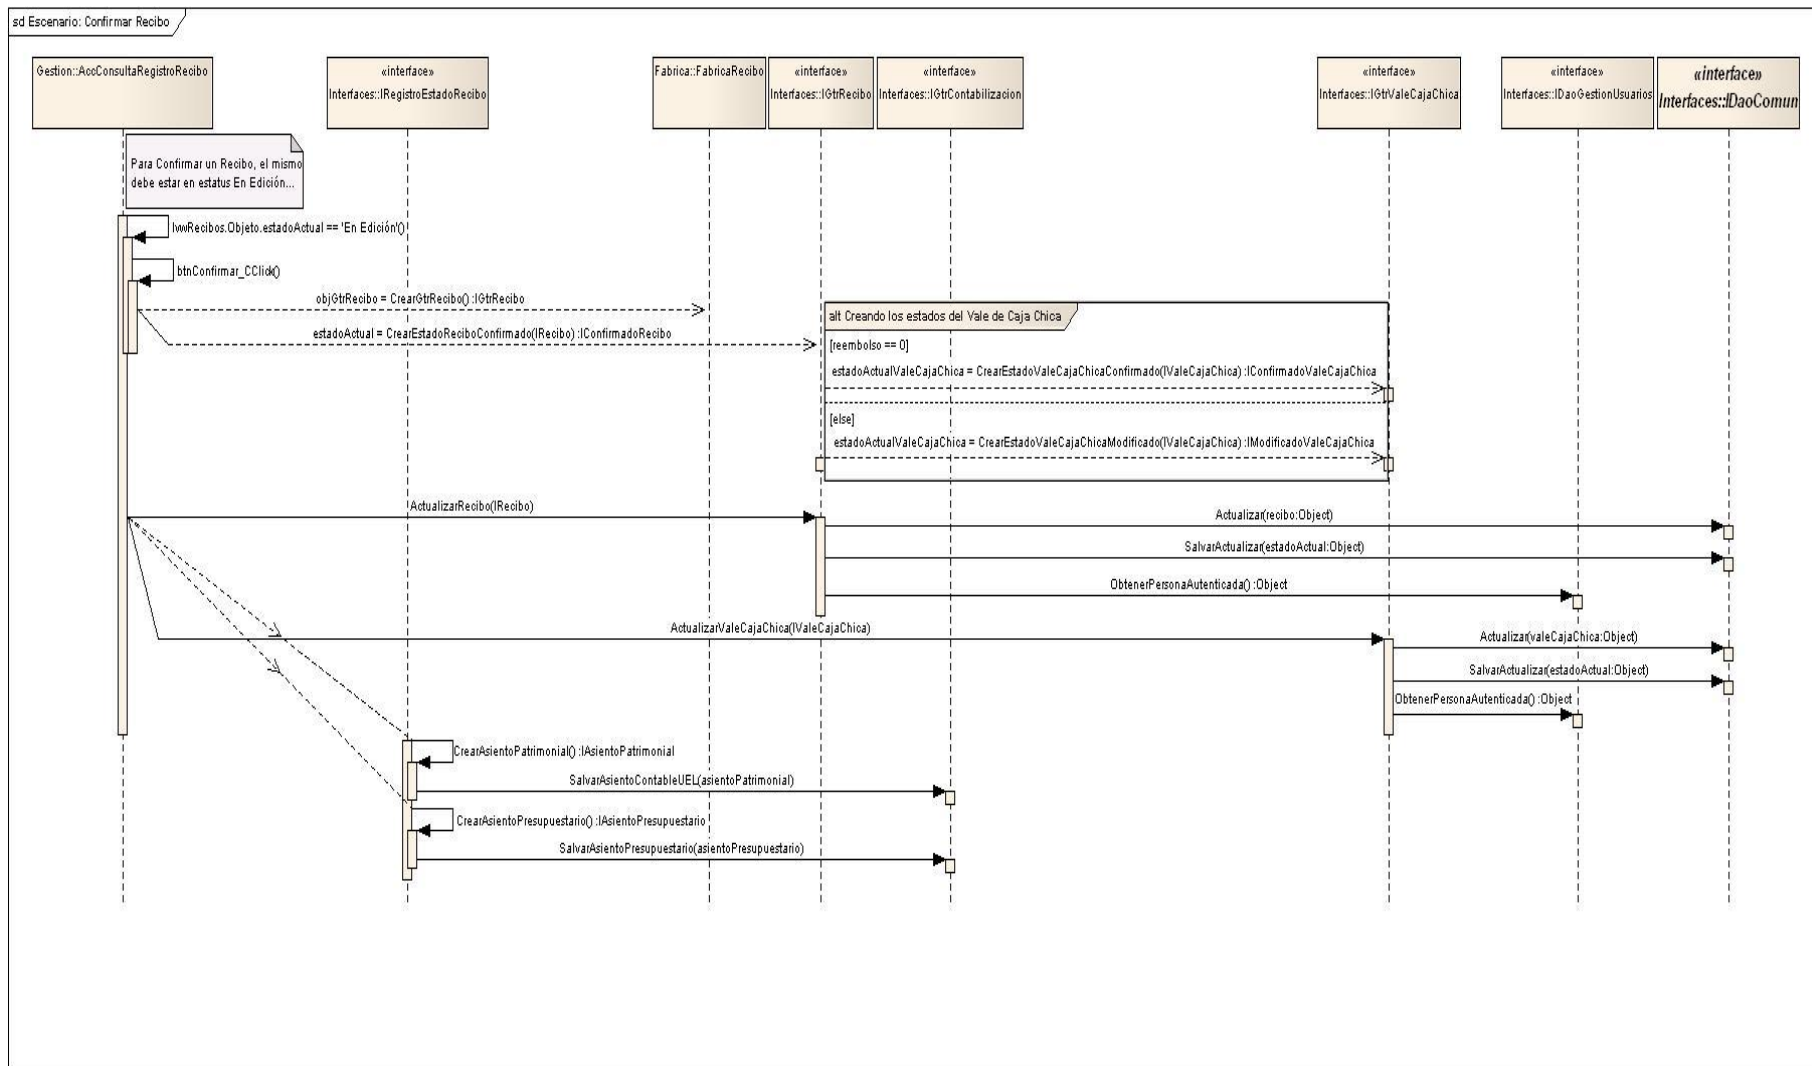 sd Escenario: Confirmar Recibo
Gestion::AccConsultaRegistroRecibo
«interface»
Interfaces::IRegistroEstadoRecibo
Fabrica::FabricaRecibo
«interface»
Interfaces::IGtrRecibo
«interface»
Interfaces::IGtrContabilizacion
«interface»
Interfaces::IGtrValeCajaChica
«interface»
Interfaces::IDaoGestionUsuarios
«interface»
Interfaces::IDaoComun
Para Confirmar un Recibo, el mismo
debe estar en estatus En Edición...
lvwRecibos.Objeto.estadoActual == 'En Edición'()
btnConfirmar_CClick()
objGtrRecibo = CrearGtrRecibo() :IGtrRecibo
estadoActual = CrearEstadoReciboConfirmado(IRecibo) :IConfirmadoRecibo
alt Creando los estados del Vale de Caja Chica
[reembolso == 0]
estadoActualValeCajaChica = CrearEstadoValeCajaChicaConfirmado(IValeCajaChica) :IConfirmadoValeCajaChica
[else]
estadoActualValeCajaChica = CrearEstadoValeCajaChicaModificado(IValeCajaChica) :IModificadoValeCajaChica
ActualizarRecibo(IRecibo)
Actualizar(recibo:Object)
SalvarActualizar(estadoActual:Object)
ObtenerPersonaAutenticada() :Object
ActualizarValeCajaChica(IValeCajaChica)
Actualizar(valeCajaChica:Object)
SalvarActualizar(estadoActual:Object)
ObtenerPersonaAutenticada() :Object
CrearAsientoPatrimonial() :IAsientoPatrimonial
SalvarAsientoContableUEL(asientoPatrimonial)
CrearAsientoPresupuestario() :IAsientoPresupuestario
SalvarAsientoPresupuestario(asientoPresupuestario)